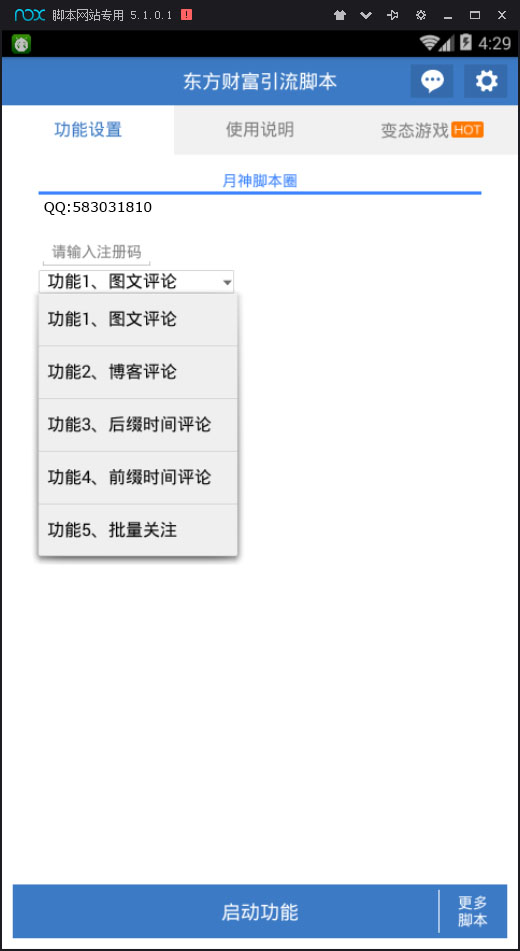 nox 脚本网站专用 5.1.0.1
4:29
东方财富引流脚本
功能设置 使用说明 变态游戏 HOT
月神脚本圈
QQ:583031810
请输入注册码
功能1、图文评论
功能1、图文评论
功能2、博客评论
功能3、后缀时间评论
功能4、前缀时间评论
功能5、批量关注
启动功能
更多
脚本